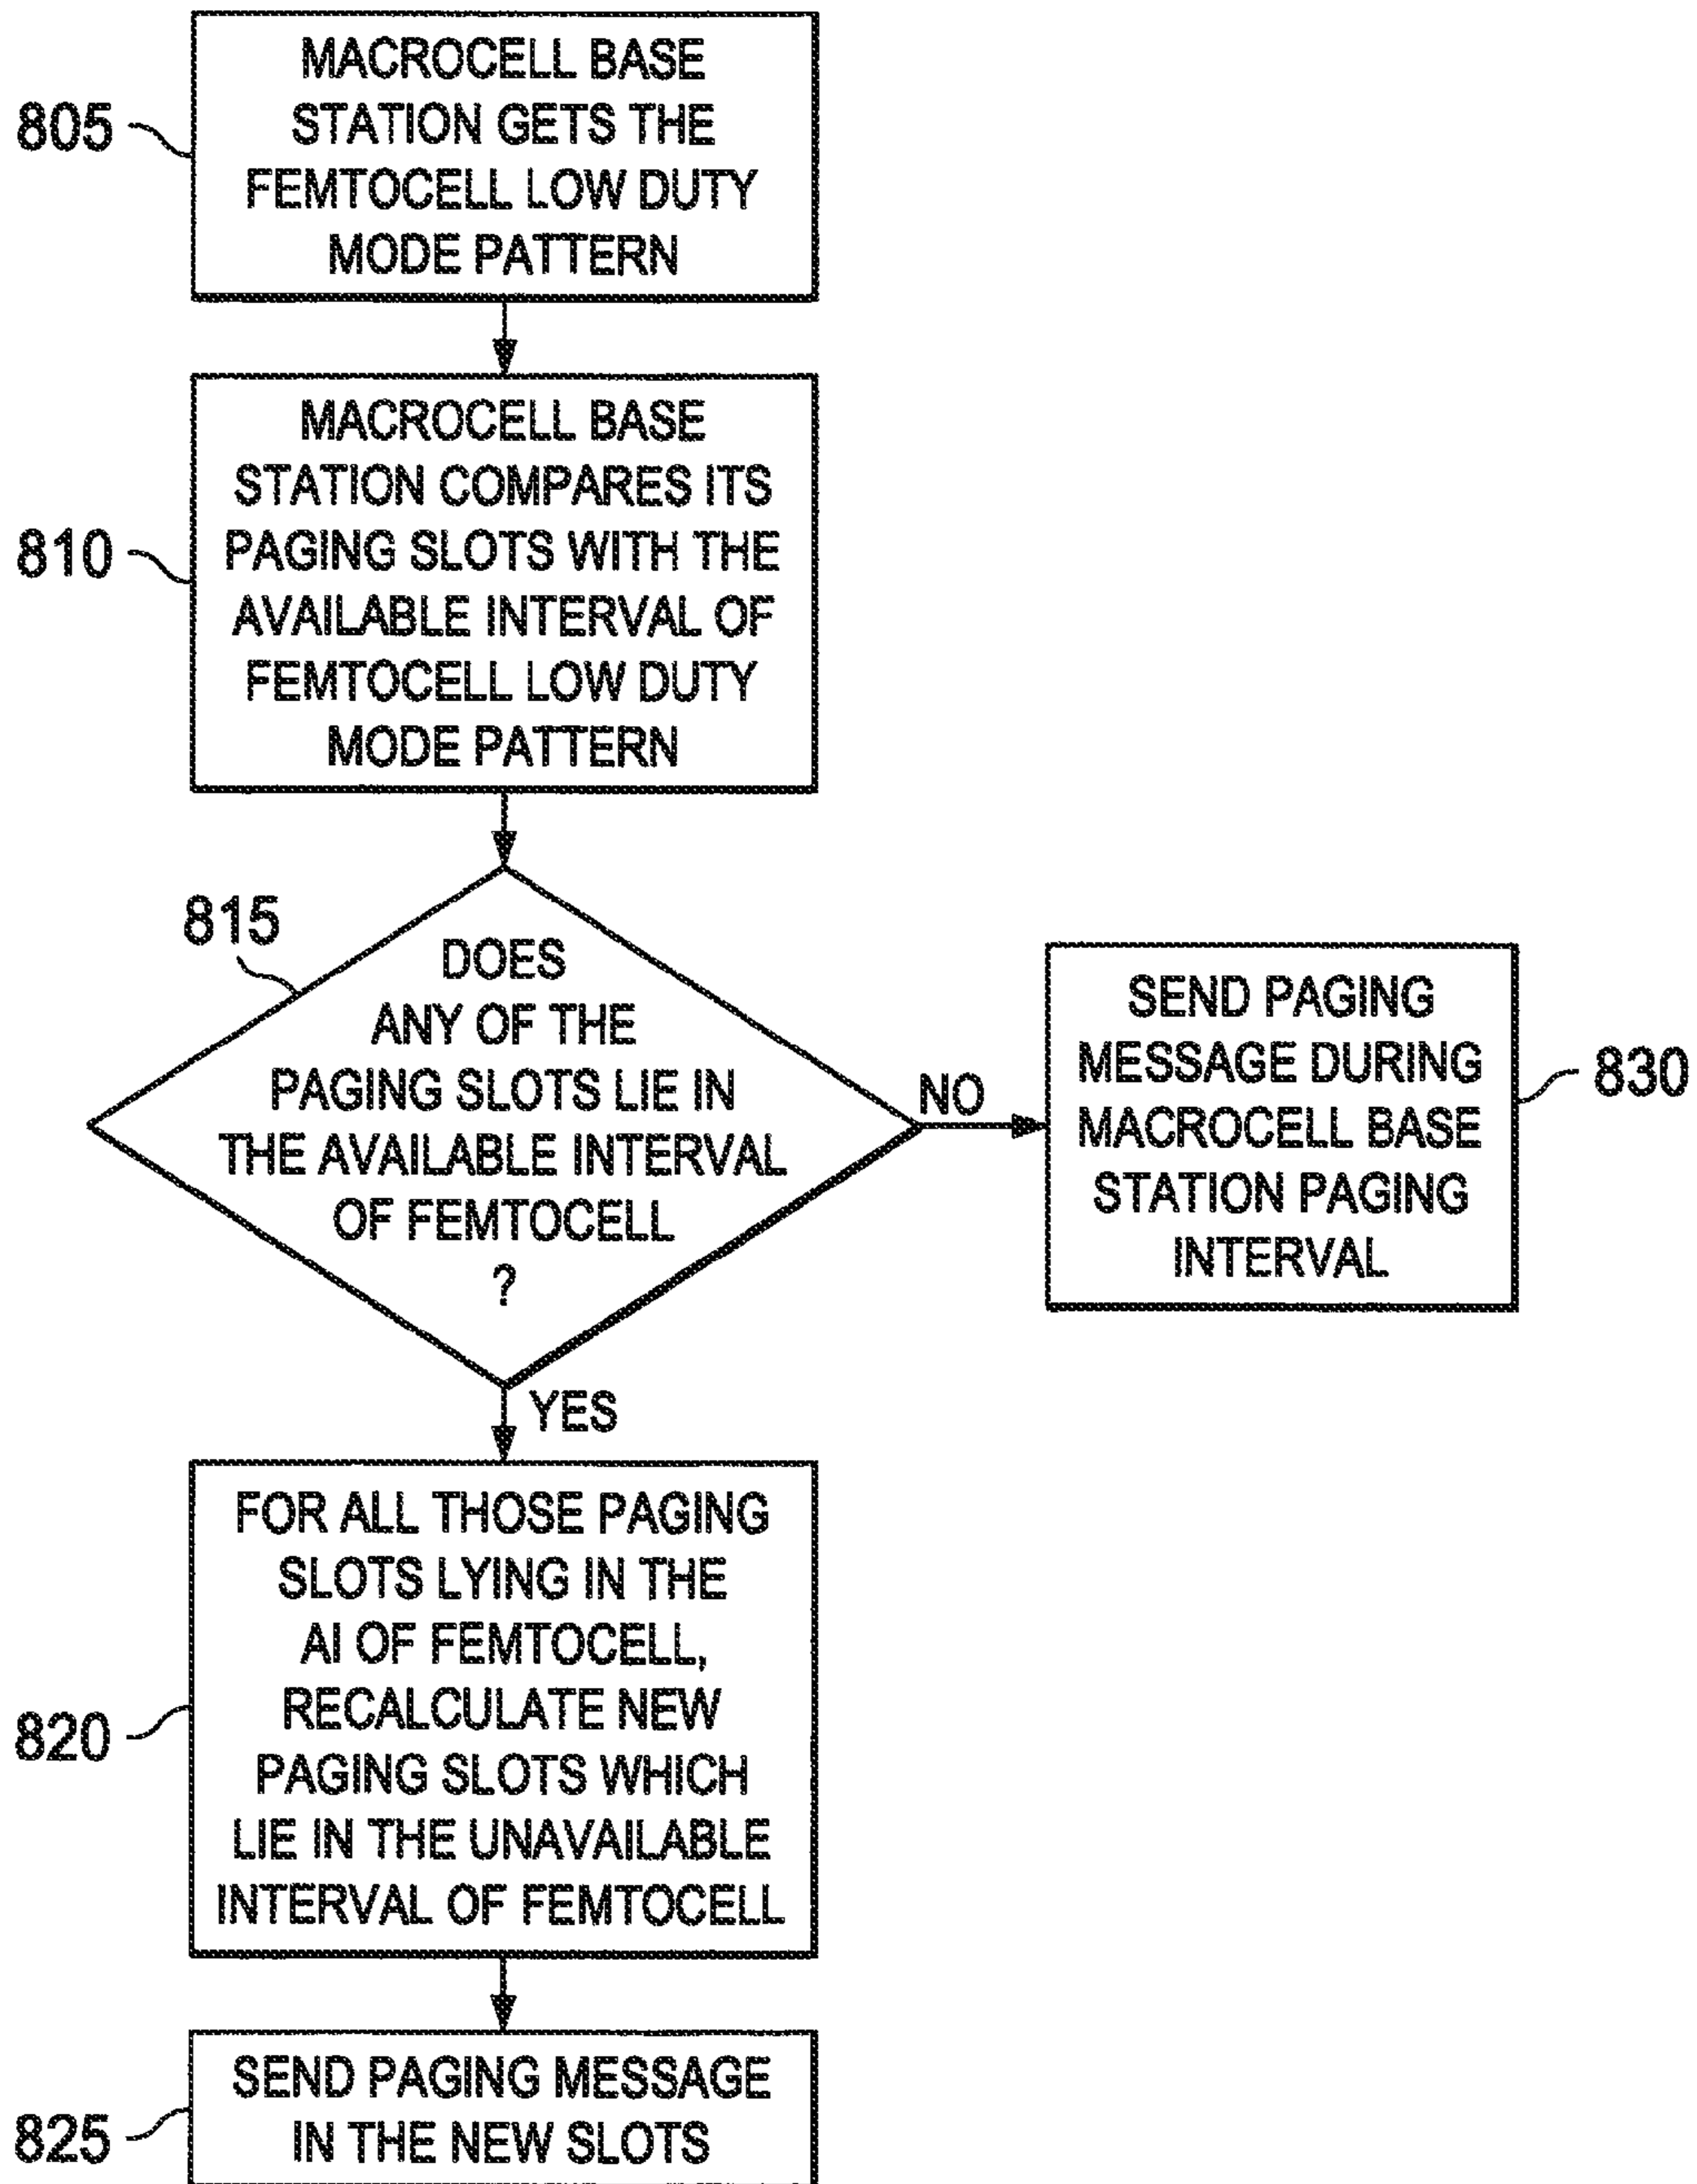 805
MACROCELL BASE
STATION GETS THE
FEMTOCELL LOW DUTY
MODE PATTERN
810
MACROCELL BASE
STATION COMPARES ITS
PAGING SLOTS WITH THE
AVAILABLE INTERVAL OF
FEMTOCELL LOW DUTY
MODE PATTERN
815
DOES
ANY OF THE
PAGING SLOTS LIE IN
THE AVAILABLE INTERVAL
OF FEMTOCELL
?
NO
SEND PAGING
MESSAGE DURING
MACROCELL BASE
STATION PAGING
INTERVAL
830
YES
820
FOR ALL THOSE PAGING
SLOTS LYING IN THE
AI OF FEMTOCELL,
RECALCULATE NEW
PAGING SLOTS WHICH
LIE IN THE UNAVAILABLE
INTERVAL OF FEMTOCELL
825
SEND PAGING MESSAGE
IN THE NEW SLOTS